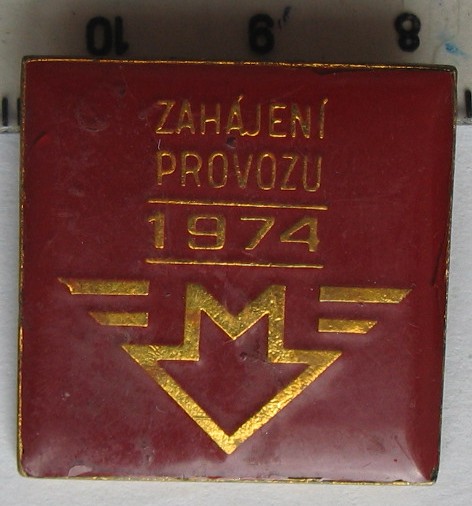 10 9 8
ZAHÁJENÍ
PROVOZU
1974
M